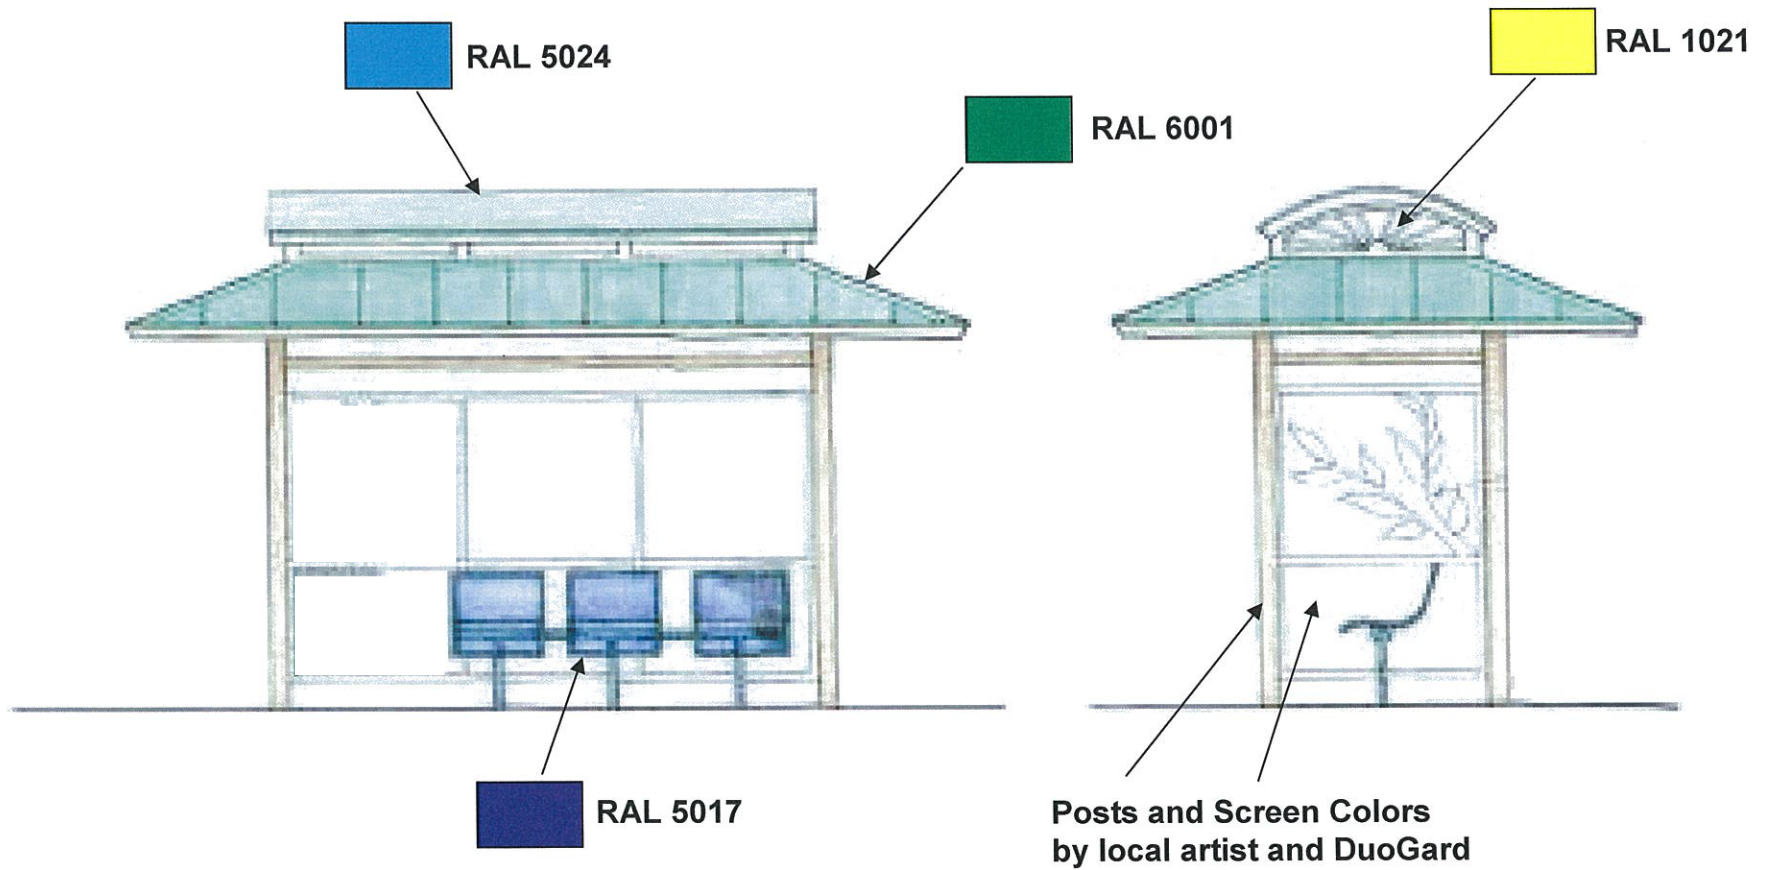 RAL 5024
RAL 1021
RAL 6001
RAL 5017
Posts and Screen Colors
by local artist and DuoGard